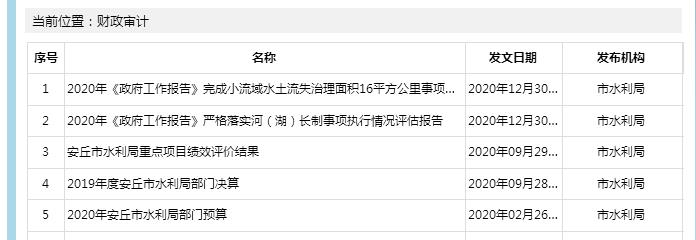 当前位置：财政审计
序号 名称 发文日期 发布机构
1 2020年《政府工作报告》完成小流域水土流失治理面积16平方公里事项... 2020年12月30... 市水利局
2 2020年《政府工作报告》严格落实河（湖）长制事项执行情况评估报告 2020年12月30... 市水利局
3 安丘市水利局重点项目绩效评价结果 2020年09月29... 市水利局
4 2019年度安丘市水利局部门决算 2020年09月28... 市水利局
5 2020年安丘市水利局部门预算 2020年02月26... 市水利局